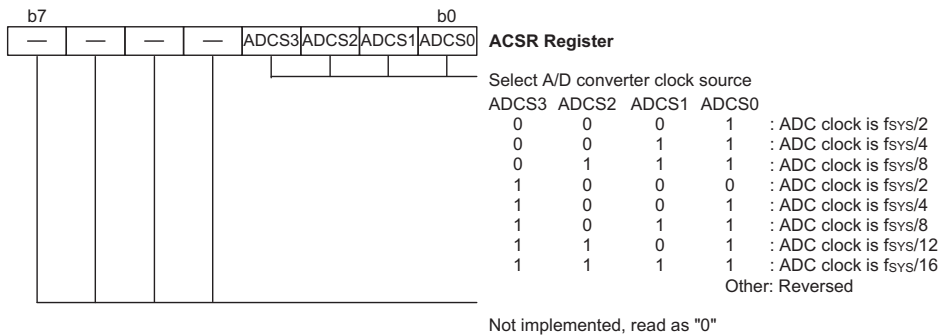 b7 b0
— — — — ADCS3 ADCS2 ADCS1 ADCS0 ACSR Register
Select A/D converter clock source
ADCS3 ADCS2 ADCS1 ADCS0
0 0 0 1 : ADC clock is fSYS/2
0 0 1 1 : ADC clock is fSYS/4
0 1 1 1 : ADC clock is fSYS/8
1 0 0 0 : ADC clock is fSYS/2
1 0 0 1 : ADC clock is fSYS/4
1 0 1 1 : ADC clock is fSYS/8
1 1 0 1 : ADC clock is fSYS/12
1 1 1 1 : ADC clock is fSYS/16
Other: Reversed
Not implemented, read as "0"